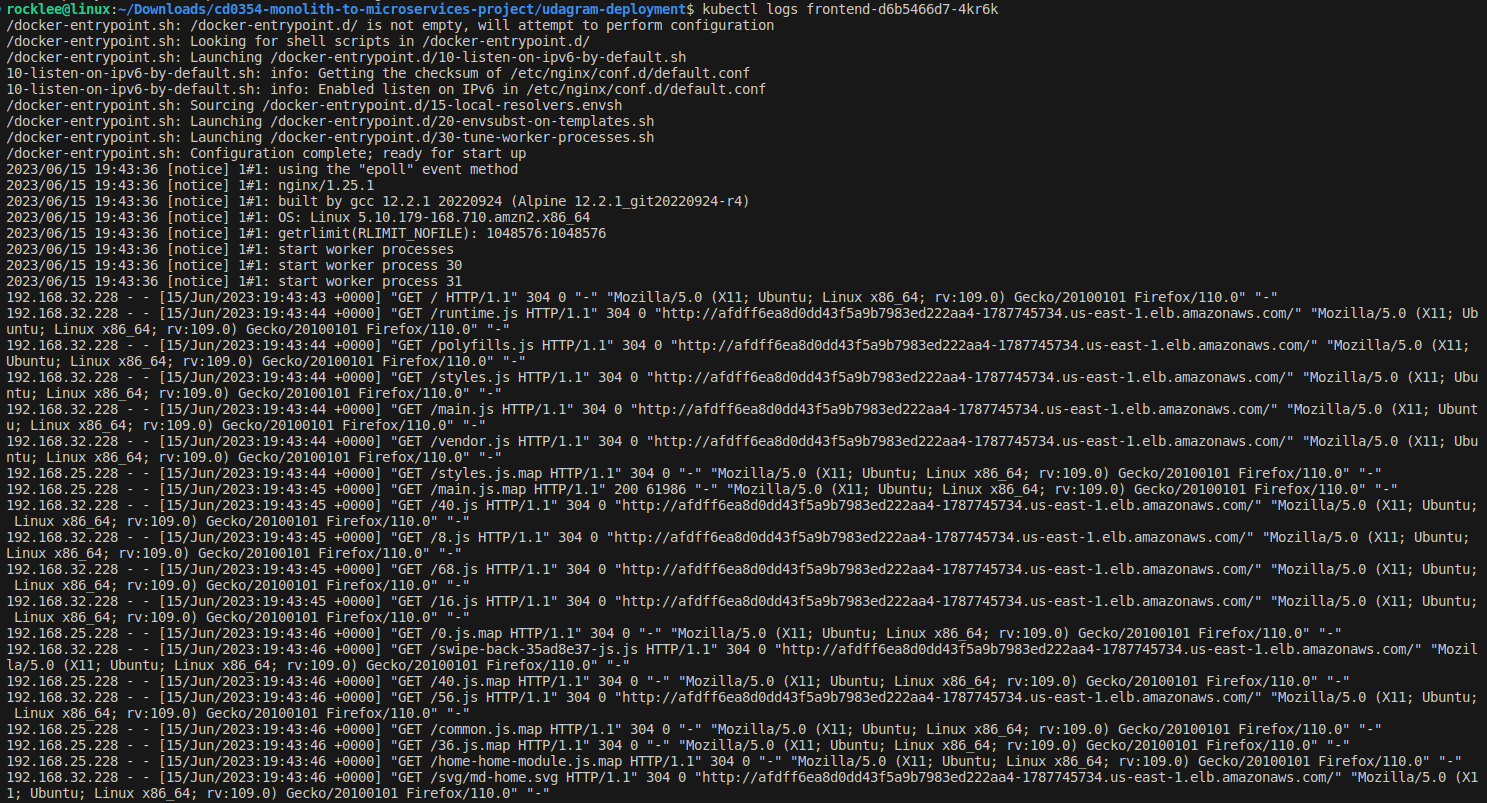 rocklee@linux:~/Downloads/cd0354-monolith-to-microservices-project/udagram-deployment$ kubectl logs frontend-d6b5466d7-4kr6k
/docker-entrypoint.sh: /docker-entrypoint.d/ is not empty, will attempt to perform configuration
/docker-entrypoint.sh: Looking for shell scripts in /docker-entrypoint.d/
/docker-entrypoint.sh: Launching /docker-entrypoint.d/10-listen-on-ipv6-by-default.sh
10-listen-on-ipv6-by-default.sh: info: Getting the checksum of /etc/nginx/conf.d/default.conf
10-listen-on-ipv6-by-default.sh: info: Enabled listen on IPv6 in /etc/nginx/conf.d/default.conf
/docker-entrypoint.sh: Sourcing /docker-entrypoint.d/15-local-resolvers.envsh
/docker-entrypoint.sh: Launching /docker-entrypoint.d/20-envsubst-on-templates.sh
/docker-entrypoint.sh: Launching /docker-entrypoint.d/30-tune-worker-processes.sh
/docker-entrypoint.sh: Configuration complete; ready for start up
2023/06/15 19:43:36 [notice] 1#1: using the "epoll" event method
2023/06/15 19:43:36 [notice] 1#1: nginx/1.25.1
2023/06/15 19:43:36 [notice] 1#1: built by gcc 12.2.1 20220924 (Alpine 12.2.1_git20220924-r4)
2023/06/15 19:43:36 [notice] 1#1: OS: Linux 5.10.179-168.710.amzn2.x86_64
2023/06/15 19:43:36 [notice] 1#1: getrlimit(RLIMIT_NOFILE): 1048576:1048576
2023/06/15 19:43:36 [notice] 1#1: start worker processes
2023/06/15 19:43:36 [notice] 1#1: start worker process 30
2023/06/15 19:43:36 [notice] 1#1: start worker process 31
192.168.32.228 - - [15/Jun/2023:19:43:43 +0000] "GET / HTTP/1.1" 304 0 "-" "Mozilla/5.0 (X11; Ubuntu; Linux x86_64; rv:109.0) Gecko/20100101 Firefox/110.0" "-"
192.168.32.228 - - [15/Jun/2023:19:43:44 +0000] "GET /runtime.js HTTP/1.1" 304 0 "http://afdff6ea8d0dd43f5a9b7983ed222aa4-1787745734.us-east-1.elb.amazonaws.com/" "Mozilla/5.0 (X11; Ub
untu; Linux x86_64; rv:109.0) Gecko/20100101 Firefox/110.0" "-"
192.168.32.228 - - [15/Jun/2023:19:43:44 +0000] "GET /polyfills.js HTTP/1.1" 304 0 "http://afdff6ea8d0dd43f5a9b7983ed222aa4-1787745734.us-east-1.elb.amazonaws.com/" "Mozilla/5.0 (X11;
Ubuntu; Linux x86_64; rv:109.0) Gecko/20100101 Firefox/110.0" "-"
192.168.32.228 - - [15/Jun/2023:19:43:44 +0000] "GET /styles.js HTTP/1.1" 304 0 "http://afdff6ea8d0dd43f5a9b7983ed222aa4-1787745734.us-east-1.elb.amazonaws.com/" "Mozilla/5.0 (X11; Ubu
ntu; Linux x86_64; rv:109.0) Gecko/20100101 Firefox/110.0" "-"
192.168.32.228 - - [15/Jun/2023:19:43:44 +0000] "GET /main.js HTTP/1.1" 304 0 "http://afdff6ea8d0dd43f5a9b7983ed222aa4-1787745734.us-east-1.elb.amazonaws.com/" "Mozilla/5.0 (X11; Ubunt
u; Linux x86_64; rv:109.0) Gecko/20100101 Firefox/110.0" "-"
192.168.32.228 - - [15/Jun/2023:19:43:44 +0000] "GET /vendor.js HTTP/1.1" 304 0 "http://afdff6ea8d0dd43f5a9b7983ed222aa4-1787745734.us-east-1.elb.amazonaws.com/" "Mozilla/5.0 (X11; Ubu
ntu; Linux x86_64; rv:109.0) Gecko/20100101 Firefox/110.0" "-"
192.168.25.228 - - [15/Jun/2023:19:43:44 +0000] "GET /styles.js.map HTTP/1.1" 304 0 "-" "Mozilla/5.0 (X11; Ubuntu; Linux x86_64; rv:109.0) Gecko/20100101 Firefox/110.0" "-"
192.168.25.228 - - [15/Jun/2023:19:43:45 +0000] "GET /main.js.map HTTP/1.1" 200 61986 "-" "Mozilla/5.0 (X11; Ubuntu; Linux x86_64; rv:109.0) Gecko/20100101 Firefox/110.0" "-"
192.168.32.228 - - [15/Jun/2023:19:43:45 +0000] "GET /40.js HTTP/1.1" 304 0 "http://afdff6ea8d0dd43f5a9b7983ed222aa4-1787745734.us-east-1.elb.amazonaws.com/" "Mozilla/5.0 (X11; Ubuntu;
 Linux x86_64; rv:109.0) Gecko/20100101 Firefox/110.0" "-"
192.168.32.228 - - [15/Jun/2023:19:43:45 +0000] "GET /8.js HTTP/1.1" 304 0 "http://afdff6ea8d0dd43f5a9b7983ed222aa4-1787745734.us-east-1.elb.amazonaws.com/" "Mozilla/5.0 (X11; Ubuntu;
Linux x86_64; rv:109.0) Gecko/20100101 Firefox/110.0" "-"
192.168.32.228 - - [15/Jun/2023:19:43:45 +0000] "GET /68.js HTTP/1.1" 304 0 "http://afdff6ea8d0dd43f5a9b7983ed222aa4-1787745734.us-east-1.elb.amazonaws.com/" "Mozilla/5.0 (X11; Ubuntu;
 Linux x86_64; rv:109.0) Gecko/20100101 Firefox/110.0" "-"
192.168.32.228 - - [15/Jun/2023:19:43:45 +0000] "GET /16.js HTTP/1.1" 304 0 "http://afdff6ea8d0dd43f5a9b7983ed222aa4-1787745734.us-east-1.elb.amazonaws.com/" "Mozilla/5.0 (X11; Ubuntu;
 Linux x86_64; rv:109.0) Gecko/20100101 Firefox/110.0" "-"
192.168.25.228 - - [15/Jun/2023:19:43:46 +0000] "GET /0.js.map HTTP/1.1" 304 0 "-" "Mozilla/5.0 (X11; Ubuntu; Linux x86_64; rv:109.0) Gecko/20100101 Firefox/110.0" "-"
192.168.32.228 - - [15/Jun/2023:19:43:46 +0000] "GET /swipe-back-35ad8e37-js.js HTTP/1.1" 304 0 "http://afdff6ea8d0dd43f5a9b7983ed222aa4-1787745734.us-east-1.elb.amazonaws.com/" "Mozil
la/5.0 (X11; Ubuntu; Linux x86_64; rv:109.0) Gecko/20100101 Firefox/110.0" "-"
192.168.25.228 - - [15/Jun/2023:19:43:46 +0000] "GET /40.js.map HTTP/1.1" 304 0 "-" "Mozilla/5.0 (X11; Ubuntu; Linux x86_64; rv:109.0) Gecko/20100101 Firefox/110.0" "-"
192.168.32.228 - - [15/Jun/2023:19:43:46 +0000] "GET /56.js HTTP/1.1" 304 0 "http://afdff6ea8d0dd43f5a9b7983ed222aa4-1787745734.us-east-1.elb.amazonaws.com/" "Mozilla/5.0 (X11; Ubuntu;
 Linux x86_64; rv:109.0) Gecko/20100101 Firefox/110.0" "-"
192.168.25.228 - - [15/Jun/2023:19:43:46 +0000] "GET /common.js.map HTTP/1.1" 304 0 "-" "Mozilla/5.0 (X11; Ubuntu; Linux x86_64; rv:109.0) Gecko/20100101 Firefox/110.0" "-"
192.168.25.228 - - [15/Jun/2023:19:43:46 +0000] "GET /36.js.map HTTP/1.1" 304 0 "-" "Mozilla/5.0 (X11; Ubuntu; Linux x86_64; rv:109.0) Gecko/20100101 Firefox/110.0" "-"
192.168.25.228 - - [15/Jun/2023:19:43:46 +0000] "GET /home-home-module.js.map HTTP/1.1" 304 0 "-" "Mozilla/5.0 (X11; Ubuntu; Linux x86_64; rv:109.0) Gecko/20100101 Firefox/110.0" "-"
192.168.32.228 - - [15/Jun/2023:19:43:46 +0000] "GET /svg/md-home.svg HTTP/1.1" 304 0 "http://afdff6ea8d0dd43f5a9b7983ed222aa4-1787745734.us-east-1.elb.amazonaws.com/" "Mozilla/5.0 (X1
1; Ubuntu; Linux x86_64; rv:109.0) Gecko/20100101 Firefox/110.0" "-"